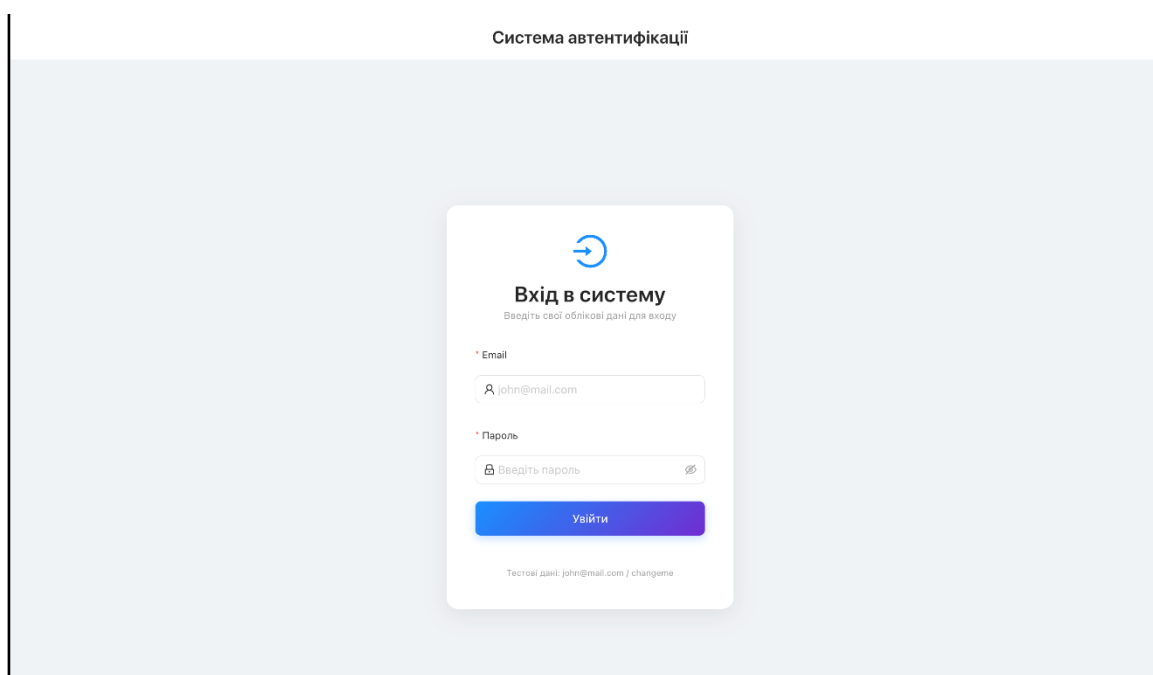 Система автентифікації
Вхід в систему
Введіть свої облікові дані для входу
* Email
john@mail.com
* Пароль
Введіть пароль
Увійти
Тестові дані: john@mail.com / changeme